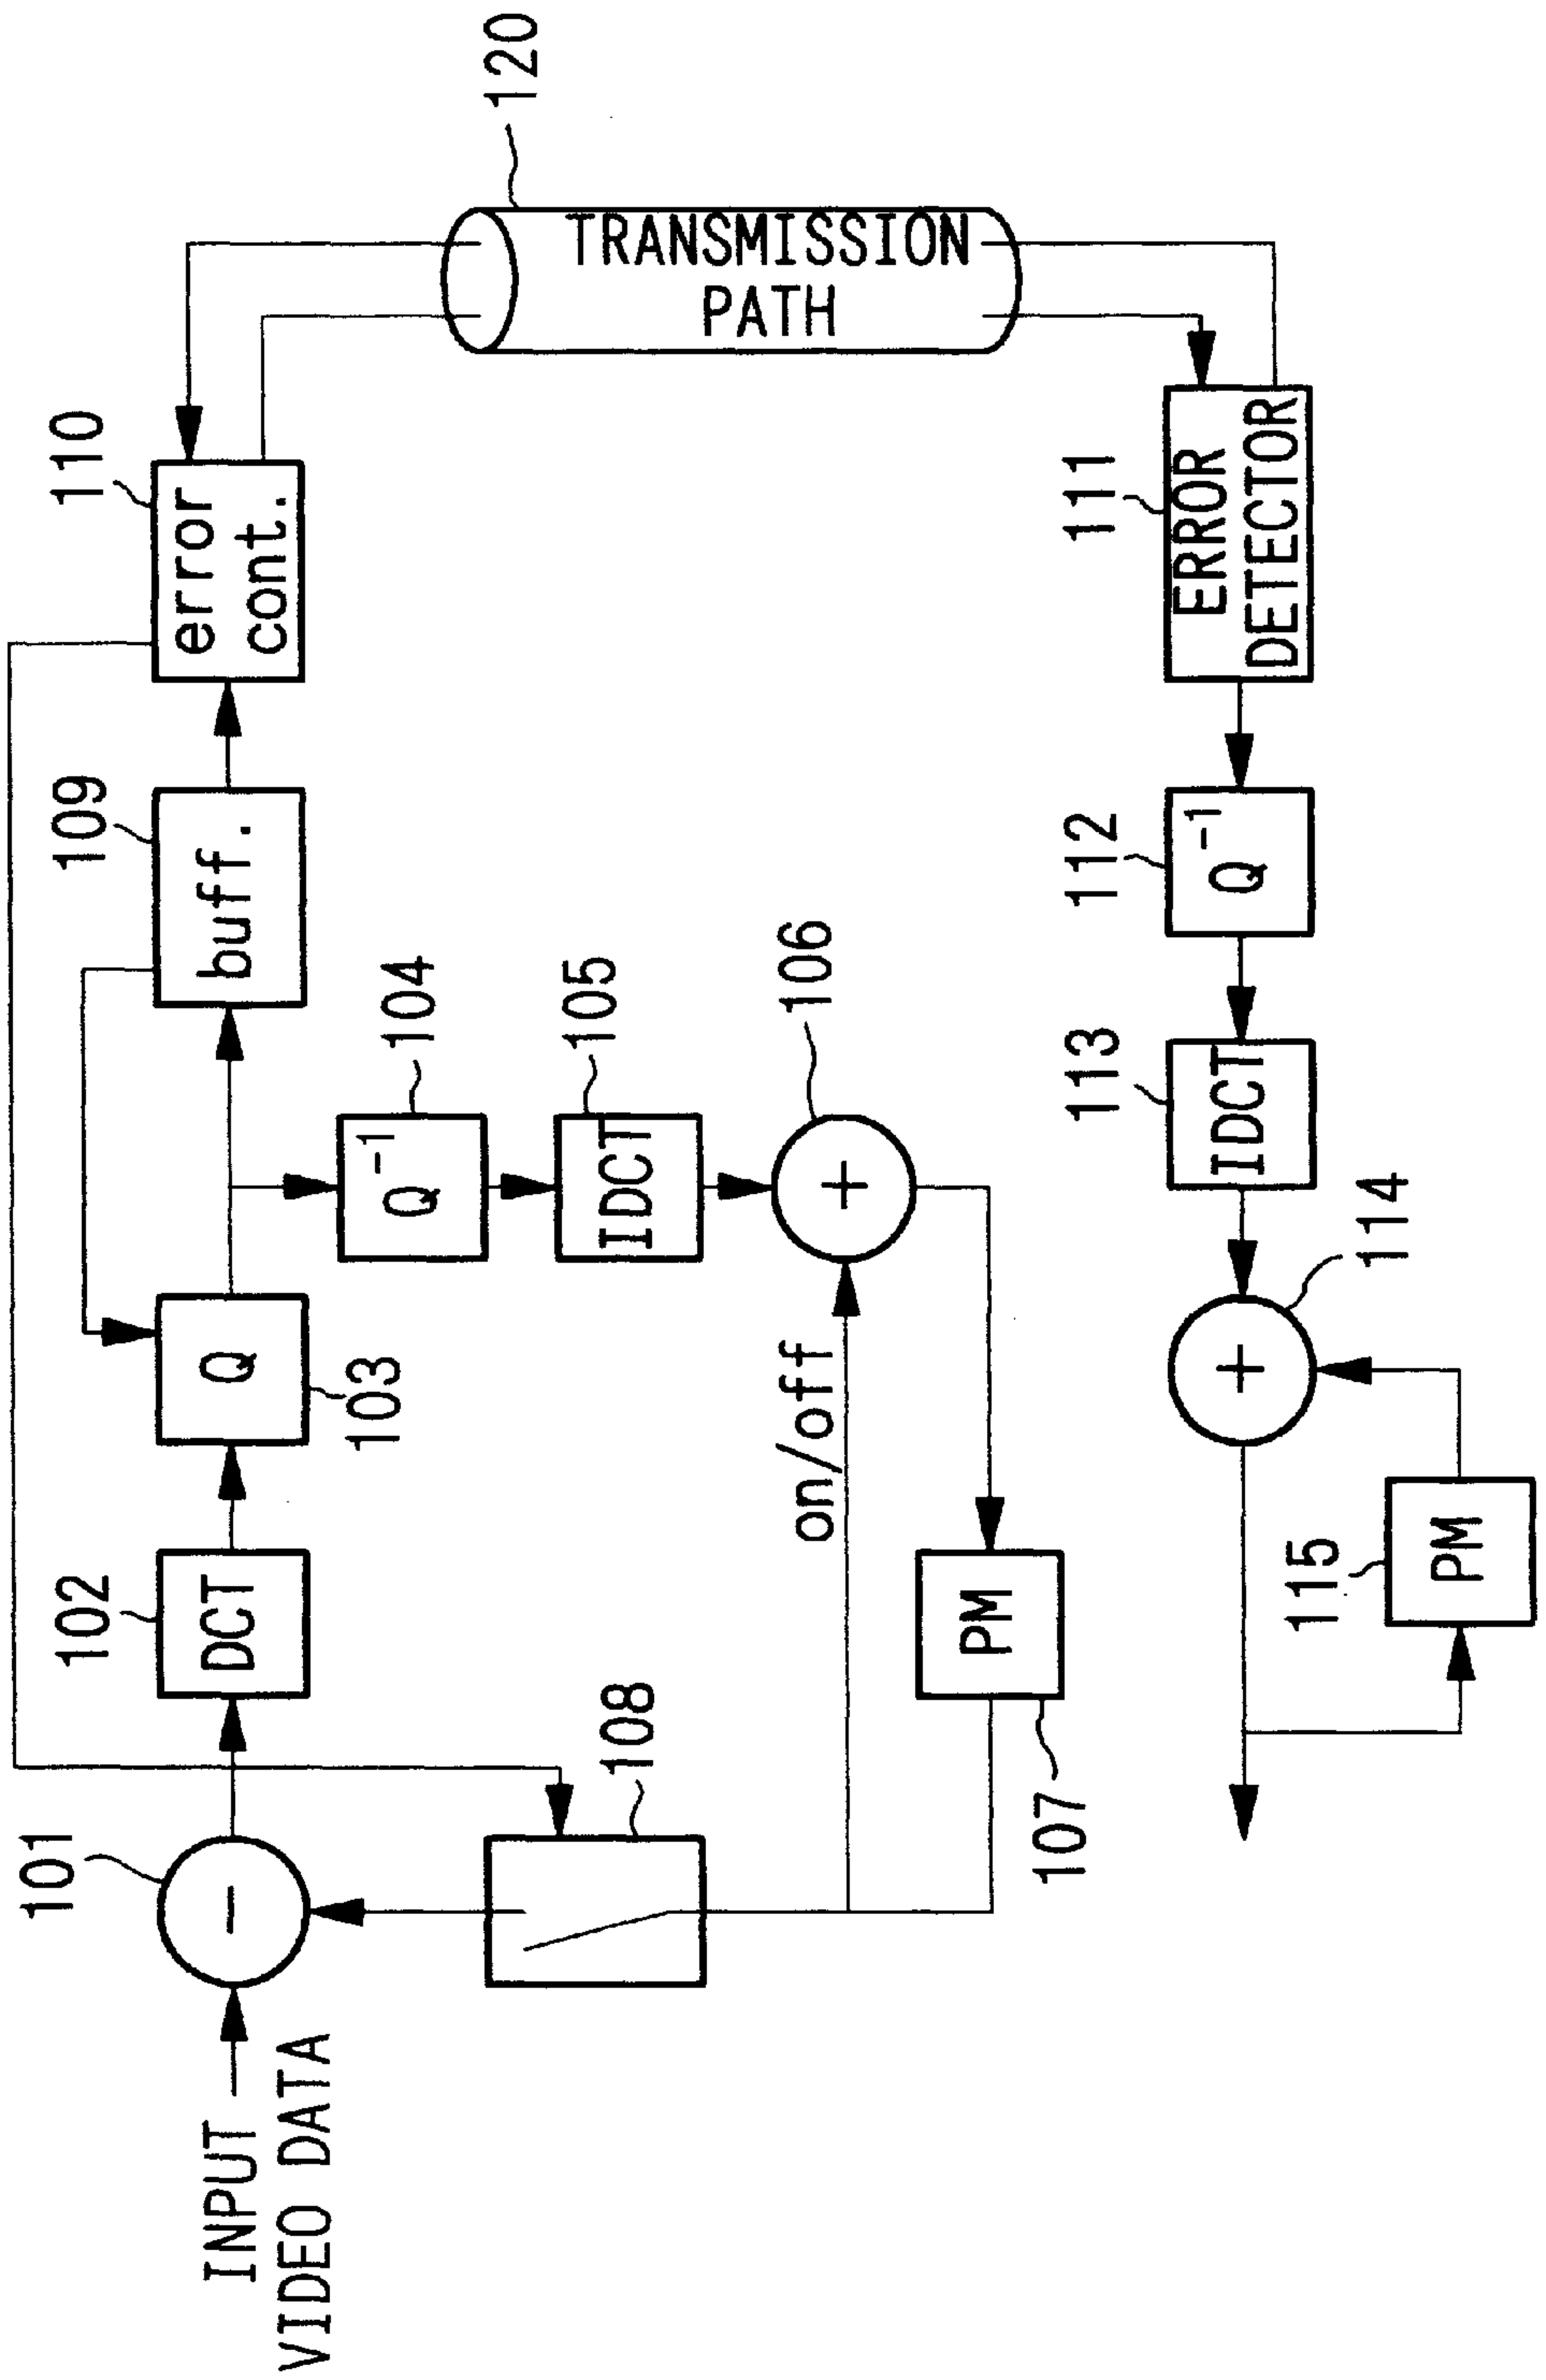 INPUT
VIDEO DATA
101
−
102
DCT
Q
103
109
buff.
110
error
cont.
120
TRANSMISSION
PATH
104
Q⁻¹
105
IDCT
106
+
108
on/off
PM
107
111
ERROR
DETECTOR
112
Q⁻¹
113
IDCT
114
+
115
PM